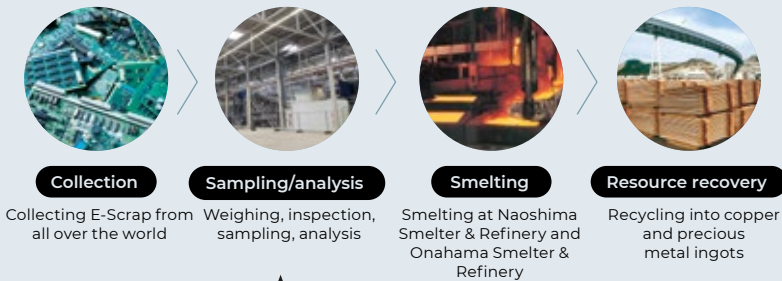 Collection
Collecting E-Scrap from
all over the world
Sampling/analysis
Weighing, inspection,
sampling, analysis
Smelting
Smelting at Naoshima
Smelter & Refinery and
Onahama Smelter &
Refinery
Resource recovery
Recycling into copper
and precious
metal ingots